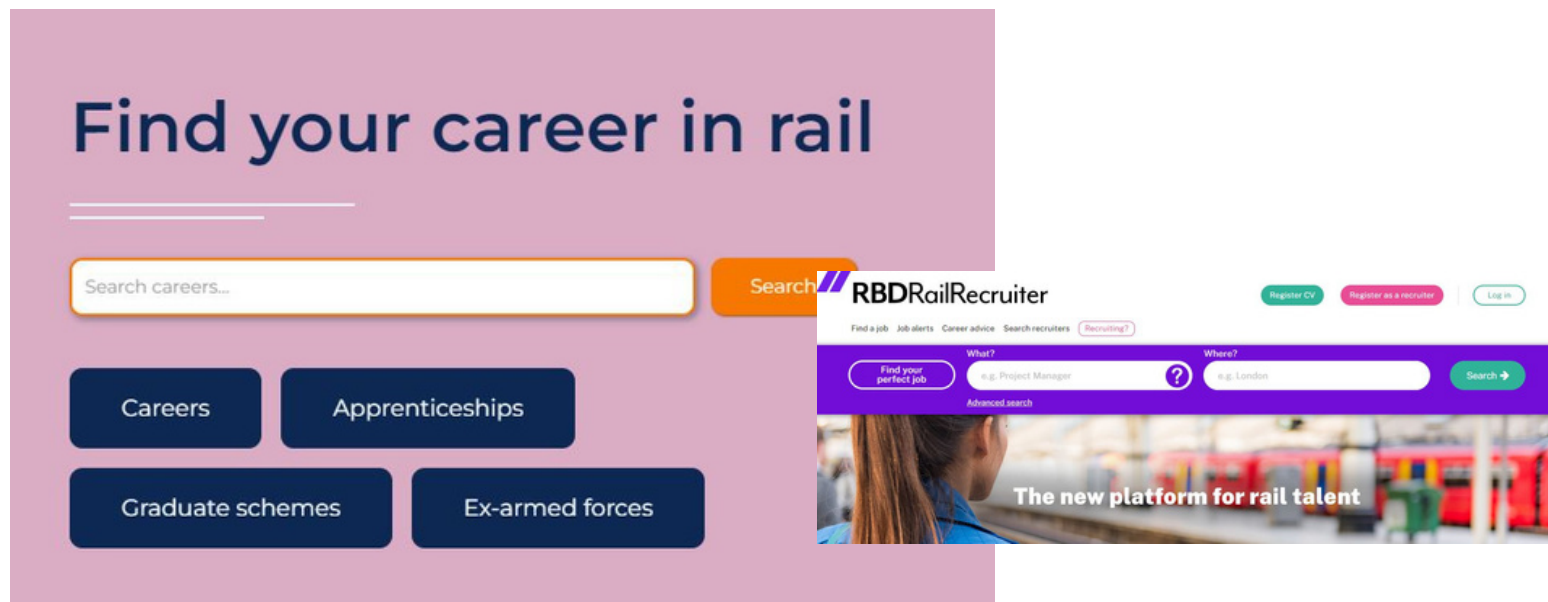 Find your career in rail
Search careers...
Search
Careers
Apprenticeships
Graduate schemes
Ex-armed forces
RBDRailRecruiter
Register CV
Register as a recruiter
Log in
Find a job Job alerts Career advice Search recruiters Recruiting?
Find your
perfect job
What?
e.g. Project Manager
?
Where?
e.g. London
Search →
Advanced search
The new platform for rail talent